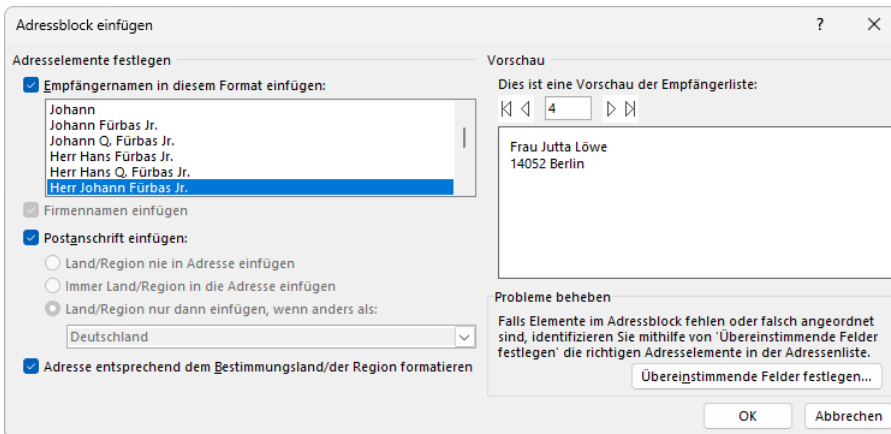 Adressblock einfügen
Adresselemente festlegen
Empfängernamen in diesem Format einfügen:
Johann
Johann Fürbas Jr.
Johann Q. Fürbas Jr.
Herr Hans Fürbas Jr.
Herr Hans Q. Fürbas Jr.
Herr Johann Fürbas Jr.
Firmennamen einfügen
Postanschrift einfügen:
Land/Region nie in Adresse einfügen
Immer Land/Region in die Adresse einfügen
Land/Region nur dann einfügen, wenn anders als:
Deutschland
Adresse entsprechend dem Bestimmungsland/der Region formatieren
Vorschau
Dies ist eine Vorschau der Empfängerliste:
4
Frau Jutta Löwe
14052 Berlin
Probleme beheben
Falls Elemente im Adressblock fehlen oder falsch angeordnet
sind, identifizieren Sie mithilfe von 'Übereinstimmende Felder
festlegen' die richtigen Adresselemente in der Adressenliste.
Übereinstimmende Felder festlegen...
OK
Abbrechen